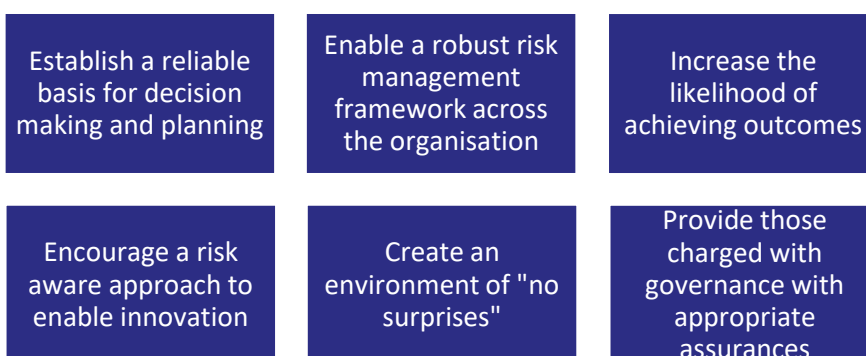 Establish a reliable
basis for decision
making and planning
Enable a robust risk
management
framework across
the organisation
Increase the
likelihood of
achieving outcomes
Encourage a risk
aware approach to
enable innovation
Create an
environment of "no
surprises"
Provide those
charged with
governance with
appropriate
assurances